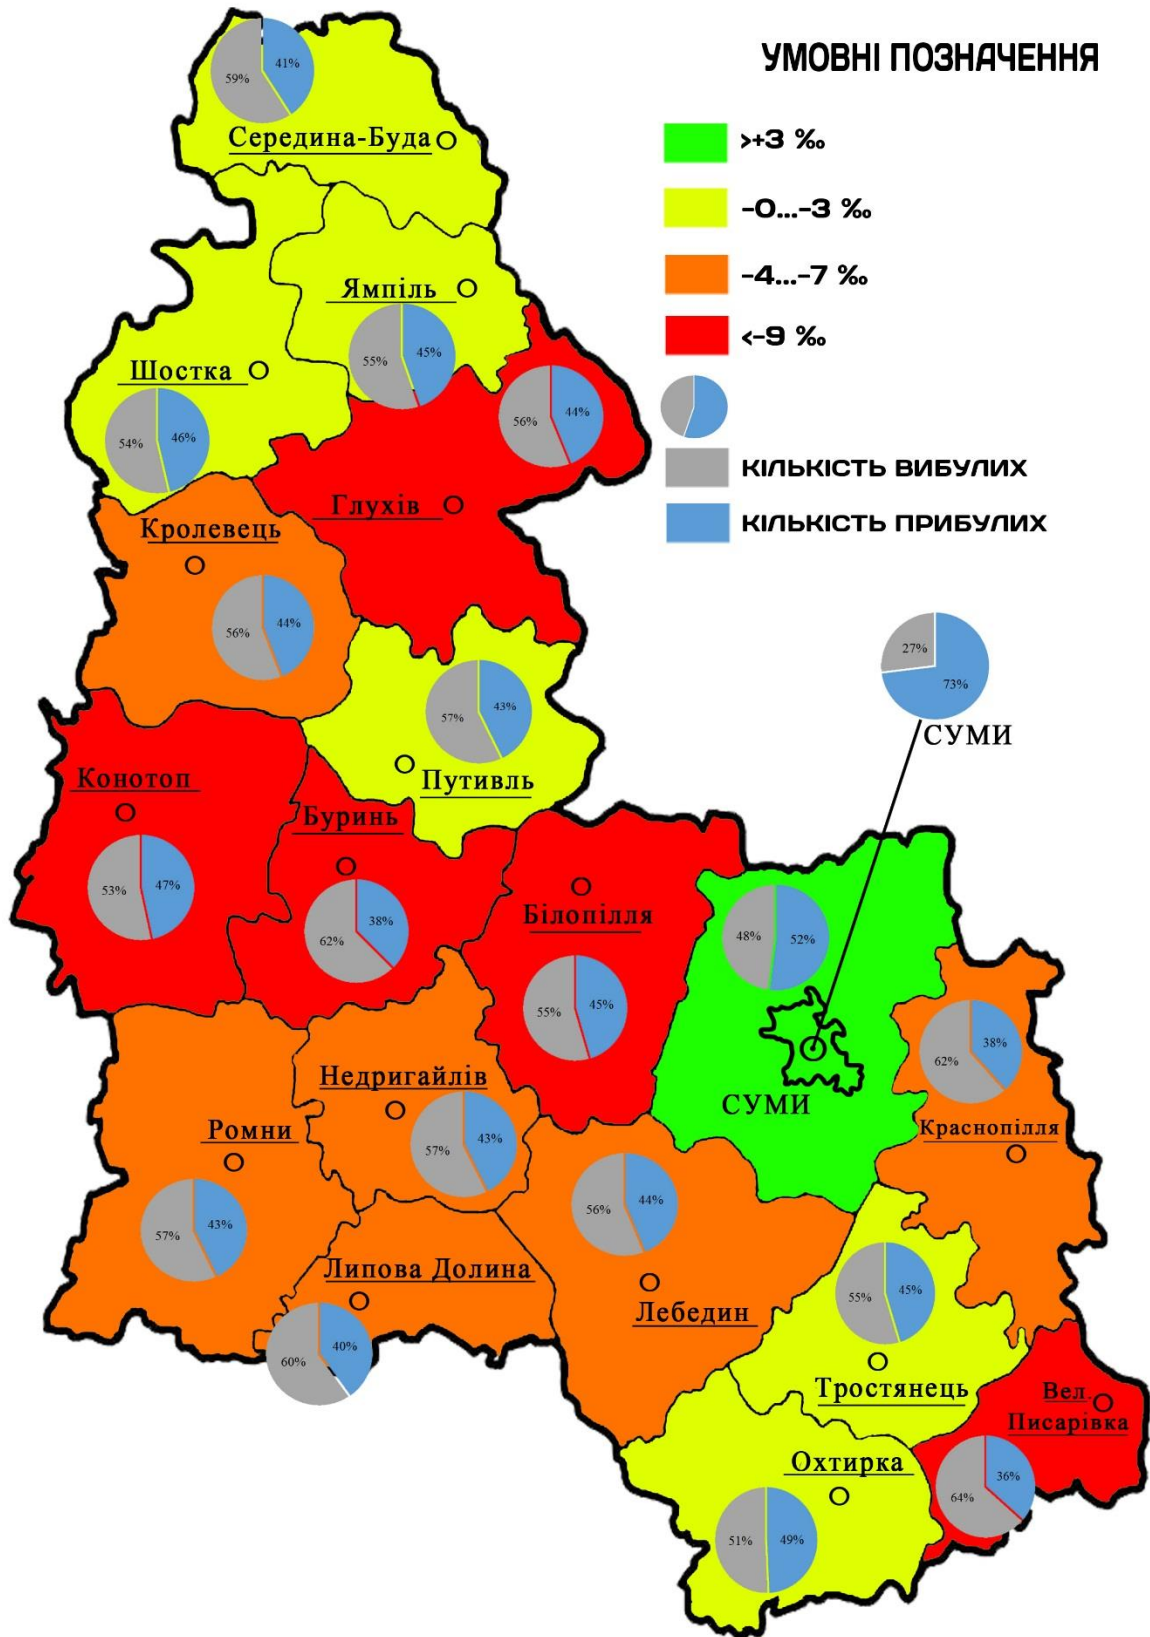 УМОВНІ ПОЗНАЧЕННЯ
>+3 ‰
-0...-3 ‰
-4...-7 ‰
<-9 ‰
КІЛЬКІСТЬ ВИБУЛИХ
КІЛЬКІСТЬ ПРИБУЛИХ
59% 41%
Середина-Буда
Ямпіль
55% 45%
Шостка
54% 46%
56% 44%
Глухів
Кролевець
56% 44%
27%
73%
СУМИ
57% 43%
Путивль
Конотоп
53% 47%
Буринь
62% 38%
Білопілля
55% 45%
48% 52%
СУМИ
62% 38%
Краснопілля
Недригайлів
57% 43%
Ромни
57% 43%
56% 44%
Лебедин
Липова Долина
60% 40%
55% 45%
Тростянець
Вел.
Писарівка
64% 36%
Охтирка
51% 49%